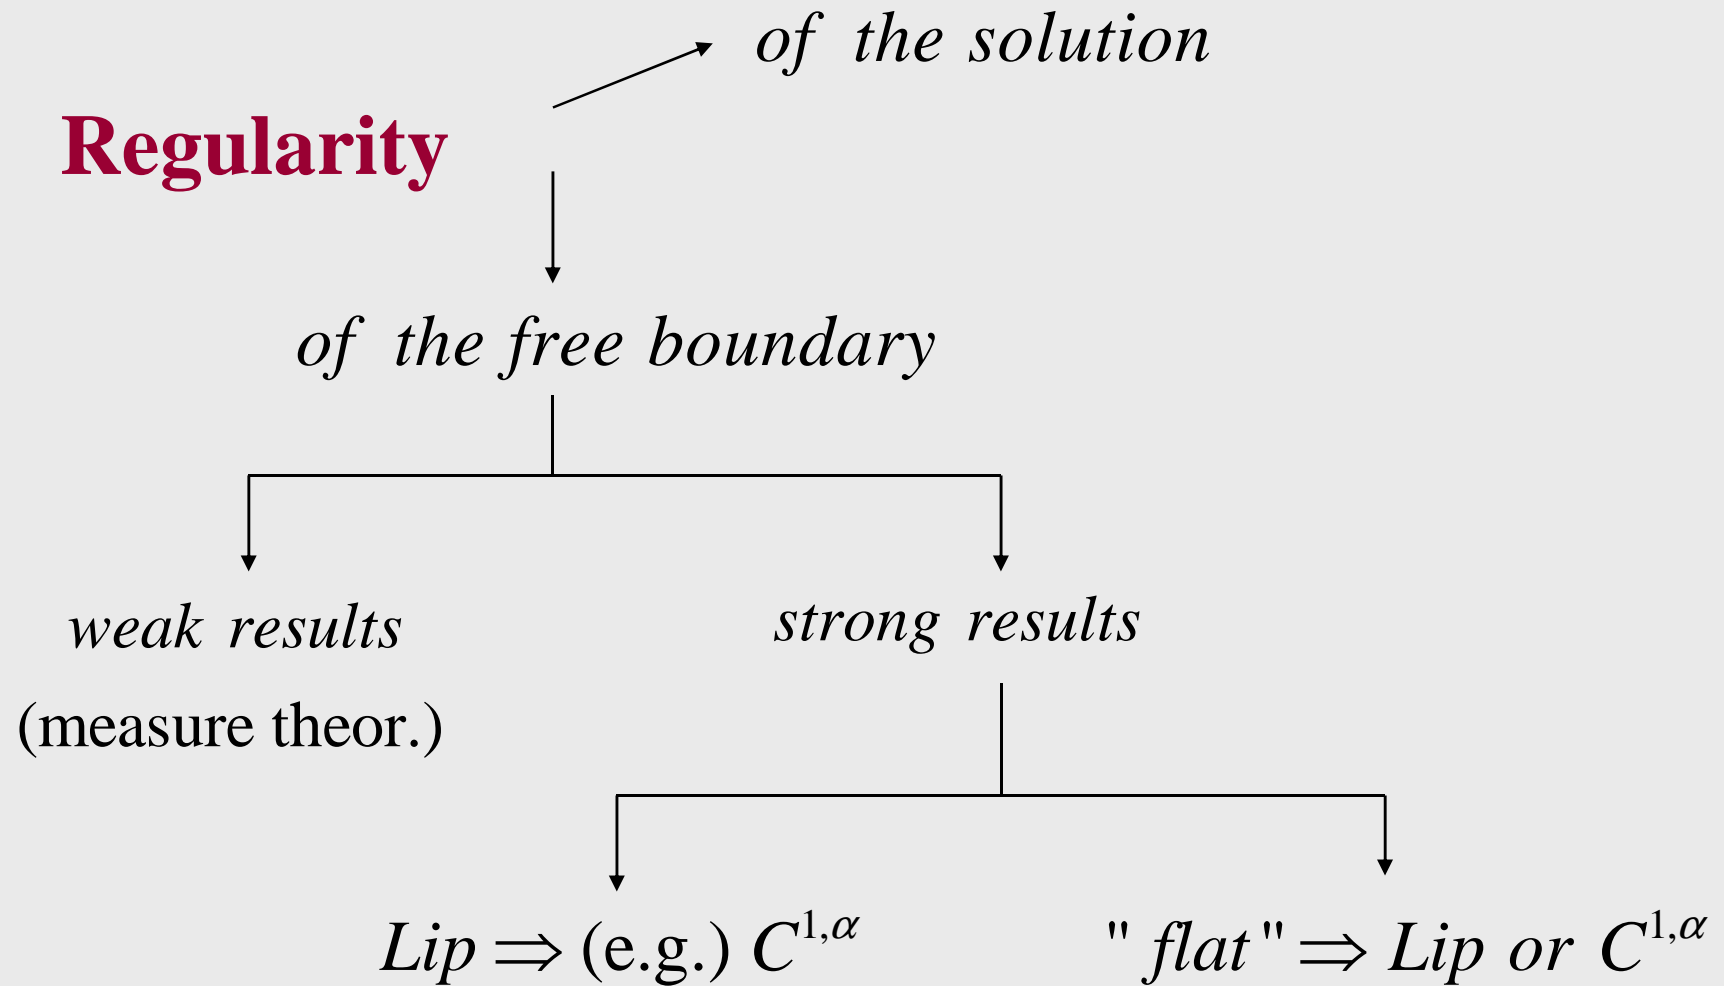 of the solution
Regularity
of the free boundary
weak results
strong results
(measure theor.)
Lip ⇒ (e.g.) C^{1,α}
" flat " ⇒ Lip or C^{1,α}